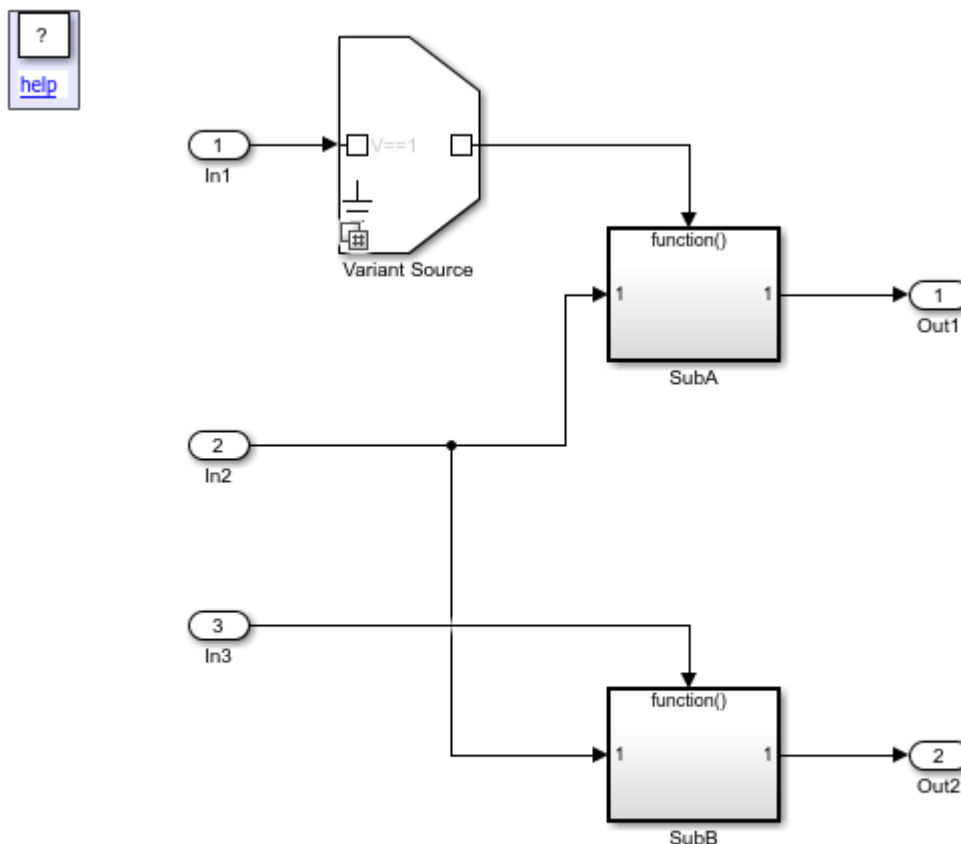 ?
help
1
In1
V==1
Variant Source
function()
1
1
SubA
1
Out1
2
In2
3
In3
function()
1
1
SubB
2
Out2